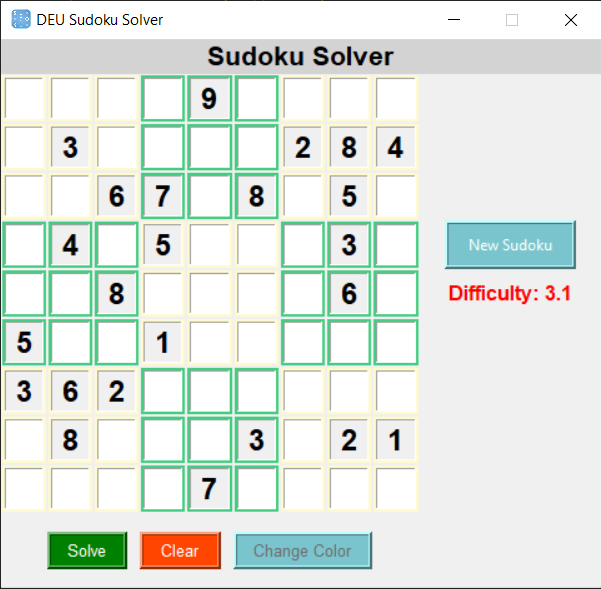 DEU Sudoku Solver
Sudoku Solver
9
3 2 8 4
6 7 8 5
4 5 3
8 6
5 1
3 6 2
8 3 2 1
7
New Sudoku
Difficulty: 3.1
Solve Clear Change Color